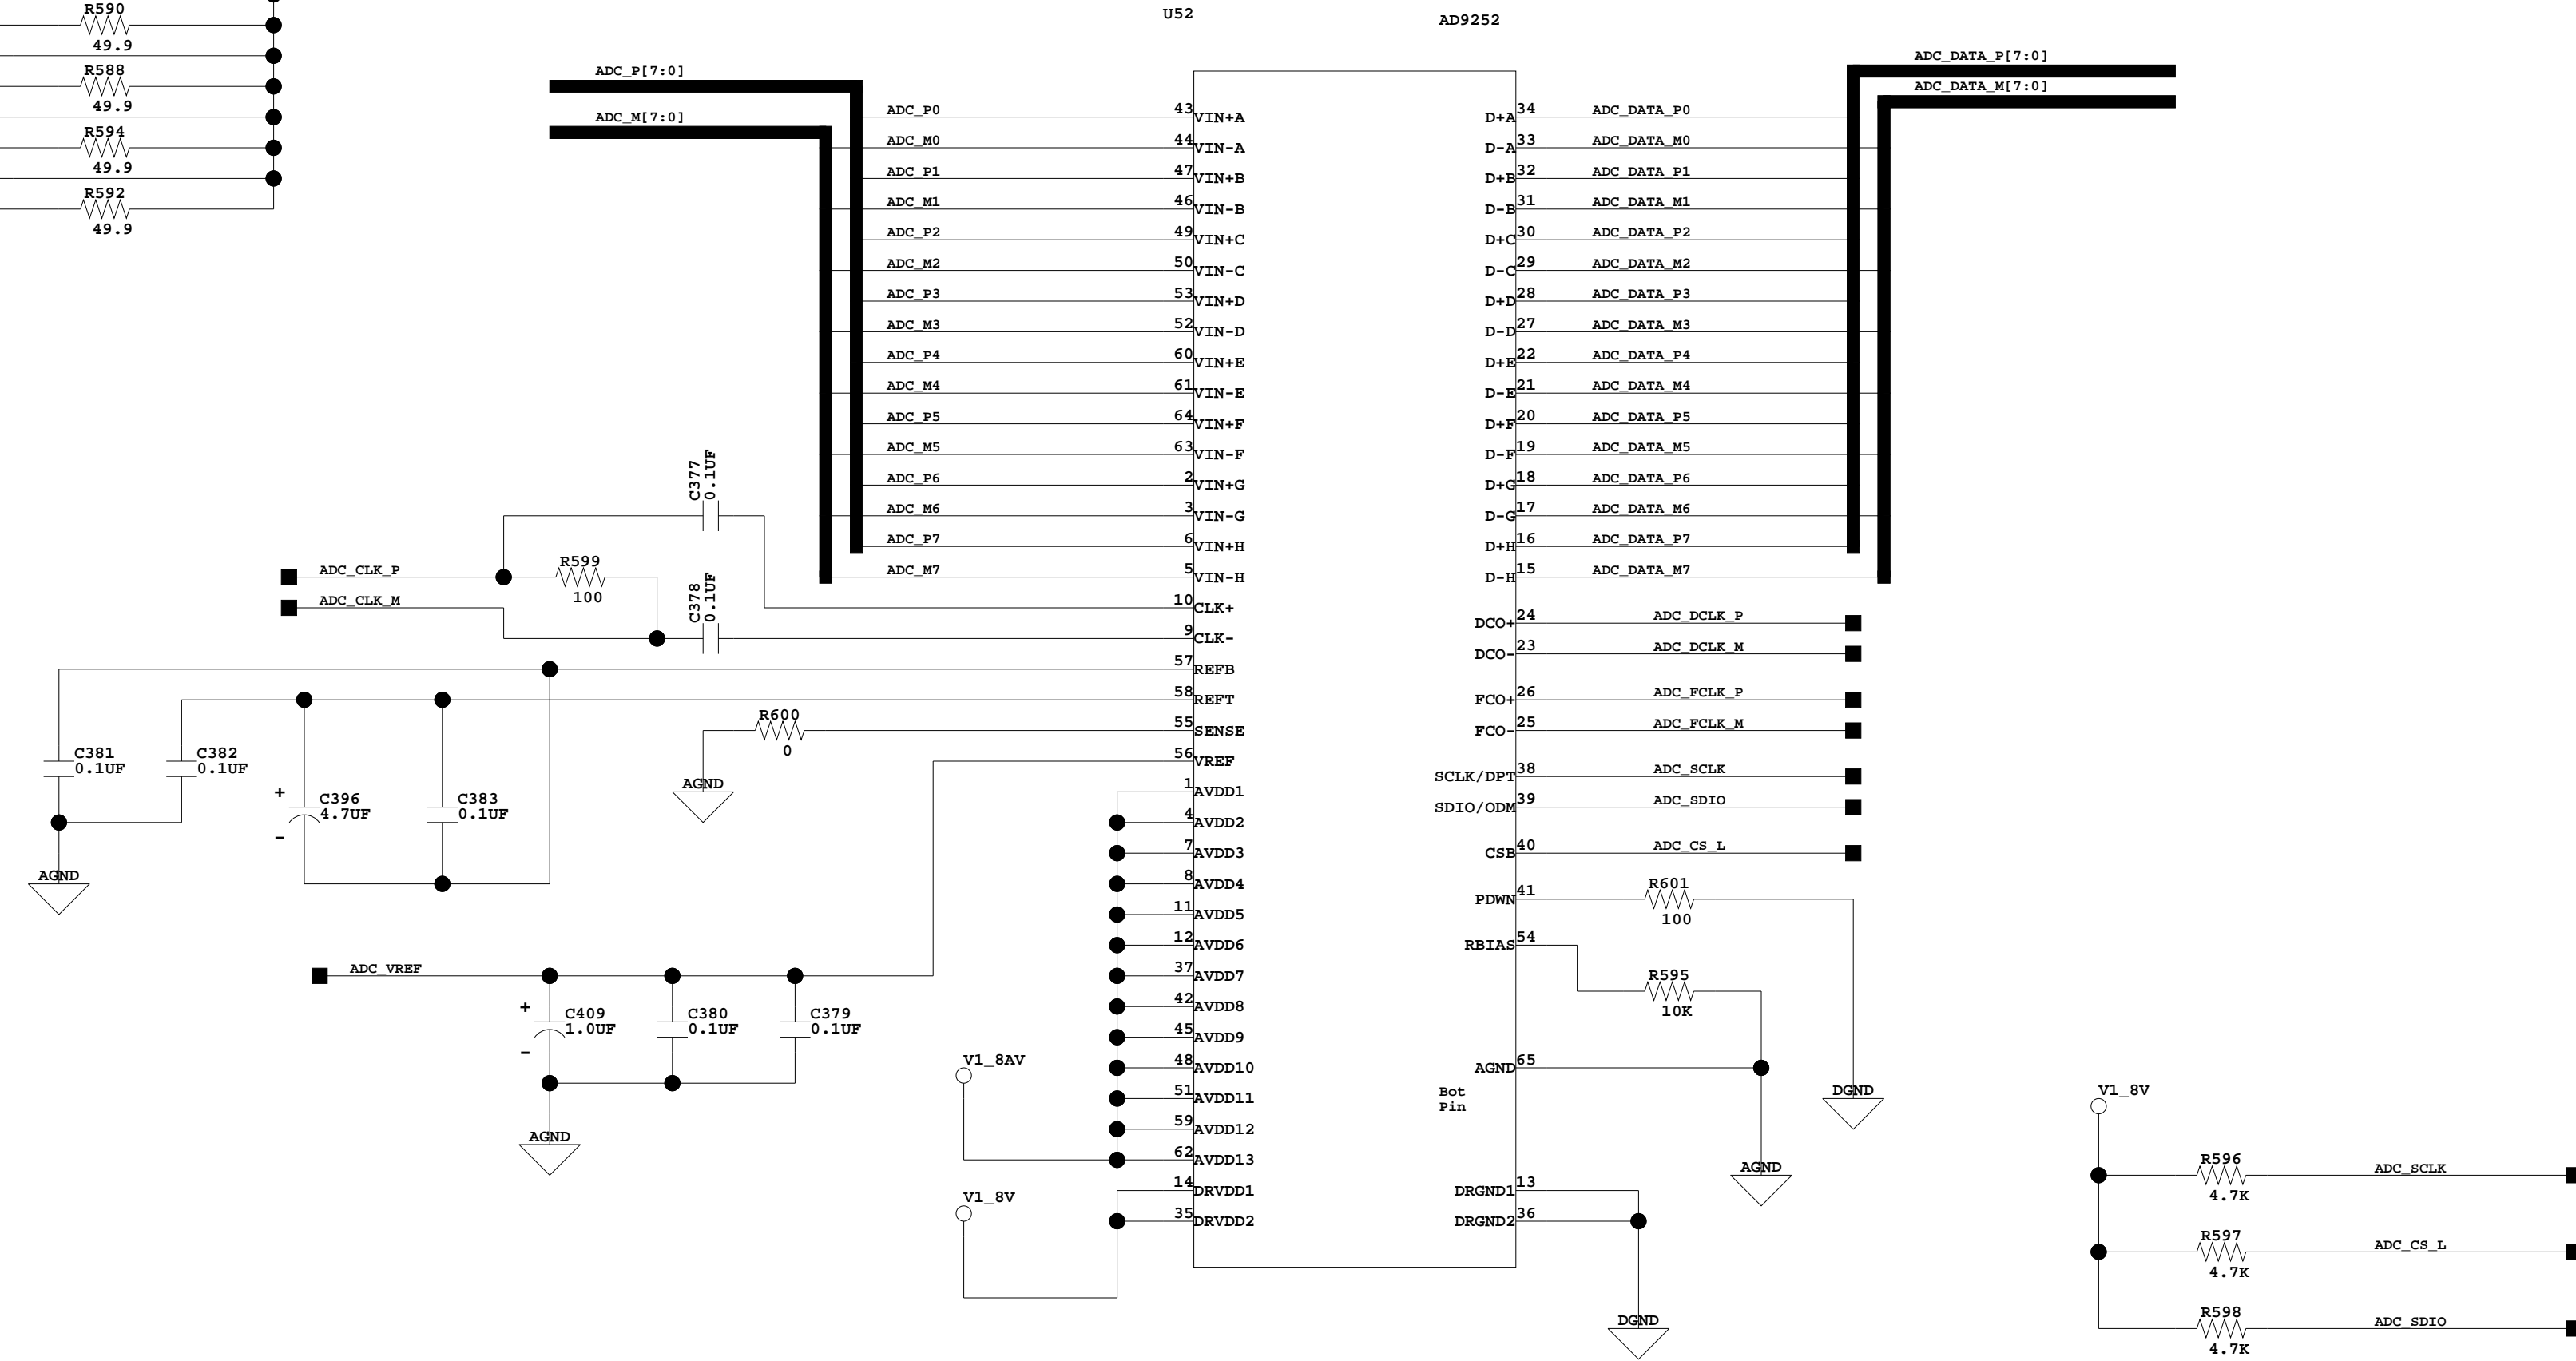 R590
49.9
R588
49.9
R594
49.9
R592
49.9
U52
AD9252
ADC_P[7:0]
ADC_M[7:0]
ADC_DATA_P[7:0]
ADC_DATA_M[7:0]
ADC_P0 43 VIN+A D+A 34 ADC_DATA_P0
ADC_M0 44 VIN-A D-A 33 ADC_DATA_M0
ADC_P1 47 VIN+B D+B 32 ADC_DATA_P1
ADC_M1 46 VIN-B D-B 31 ADC_DATA_M1
ADC_P2 49 VIN+C D+C 30 ADC_DATA_P2
ADC_M2 50 VIN-C D-C 29 ADC_DATA_M2
ADC_P3 53 VIN+D D+D 28 ADC_DATA_P3
ADC_M3 52 VIN-D D-D 27 ADC_DATA_M3
ADC_P4 60 VIN+E D+E 22 ADC_DATA_P4
ADC_M4 61 VIN-E D-E 21 ADC_DATA_M4
ADC_P5 64 VIN+F D+F 20 ADC_DATA_P5
ADC_M5 63 VIN-F D-F 19 ADC_DATA_M5
ADC_P6 2 VIN+G D+G 18 ADC_DATA_P6
ADC_M6 3 VIN-G D-G 17 ADC_DATA_M6
ADC_P7 6 VIN+H D+H 16 ADC_DATA_P7
ADC_M7 5 VIN-H D-H 15 ADC_DATA_M7
C377
0.1UF
ADC_CLK_P
R599
100
ADC_CLK_M
C378
0.1UF
10 CLK+
9 CLK-
DCO+ 24 ADC_DCLK_P
DCO- 23 ADC_DCLK_M
57 REFB
58 REFT
FCO+ 26 ADC_FCLK_P
FCO- 25 ADC_FCLK_M
R600
0
55 SENSE
56 VREF
AGND
C381
0.1UF
C382
0.1UF
+
C396
4.7UF
-
C383
0.1UF
AGND
SCLK/DPT 38 ADC_SCLK
SDIO/ODM 39 ADC_SDIO
CSB 40 ADC_CS_L
PDWN 41
R601
100
RBIAS 54
R595
10K
1 AVDD1
4 AVDD2
7 AVDD3
8 AVDD4
11 AVDD5
12 AVDD6
37 AVDD7
42 AVDD8
45 AVDD9
48 AVDD10
51 AVDD11
59 AVDD12
62 AVDD13
14 DRVDD1
35 DRVDD2
ADC_VREF
+
C409
1.0UF
-
C380
0.1UF
C379
0.1UF
AGND
V1_8AV
V1_8V
AGND 65
Bot
Pin
DGND
AGND
DRGND1 13
DRGND2 36
DGND
V1_8V
R596
4.7K
ADC_SCLK
R597
4.7K
ADC_CS_L
R598
4.7K
ADC_SDIO